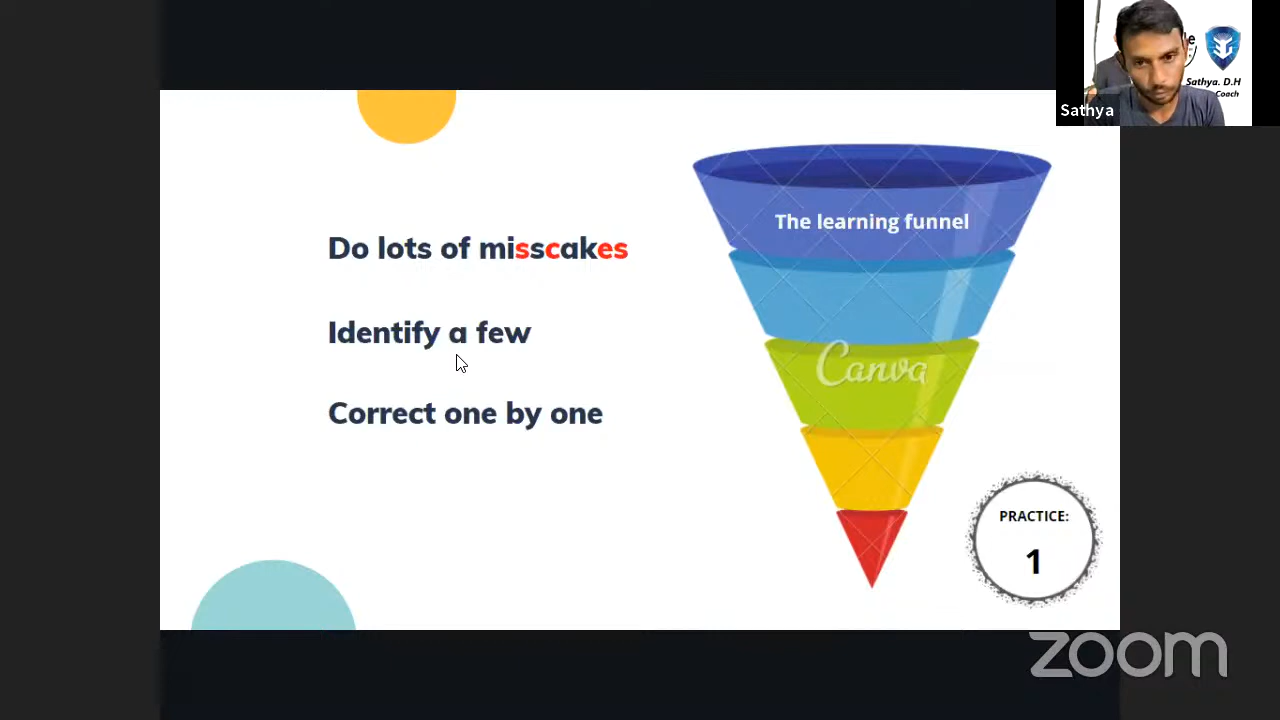 Sathya. D.H
Coach
Sathya
The learning funnel
Do lots of misscakes
Identify a few
Canva
Correct one by one
PRACTICE:
1
zoom